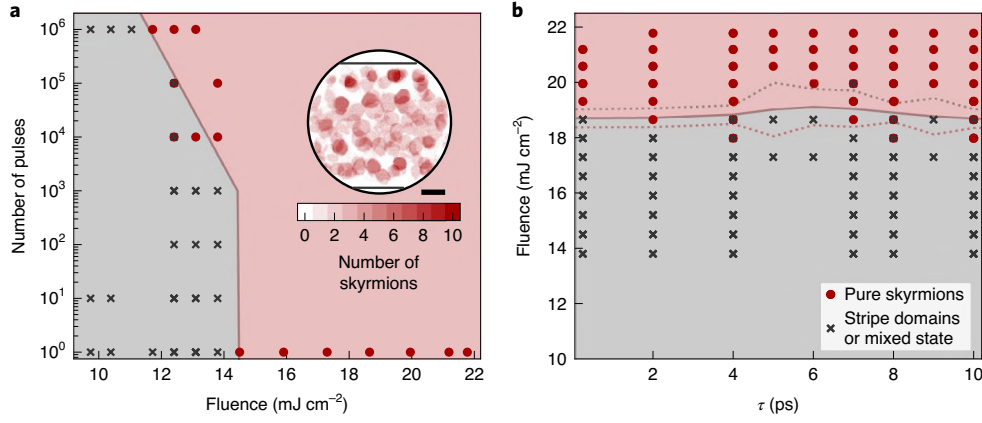 a
10⁶
10⁵
10⁴
10³
10²
10¹
10⁰
Number of pulses
10 12 14 16 18 20 22
Fluence (mJ cm⁻²)
0 2 4 6 8 10
Number of
skyrmions
b
22
20
18
16
14
12
10
Fluence (mJ cm⁻²)
2 4 6 8 10
τ (ps)
Pure skyrmions
Stripe domains
or mixed state